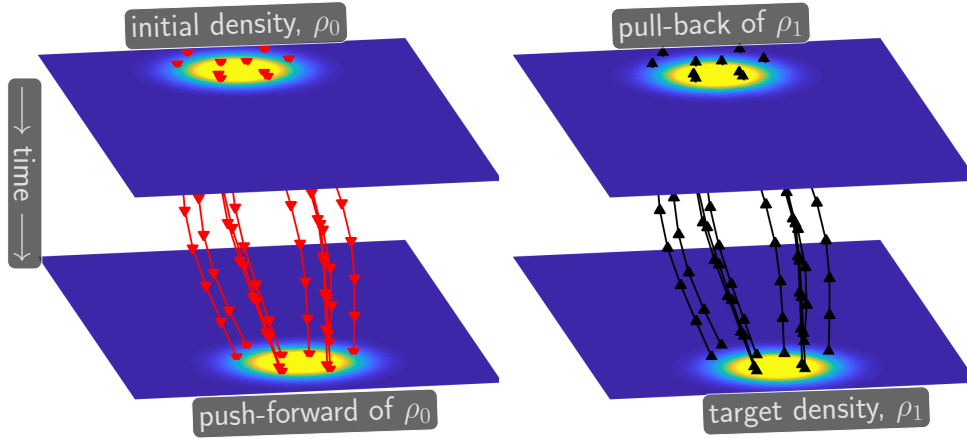 initial density, ρ₀
pull-back of ρ₁
⟶ time ⟶
push-forward of ρ₀
target density, ρ₁